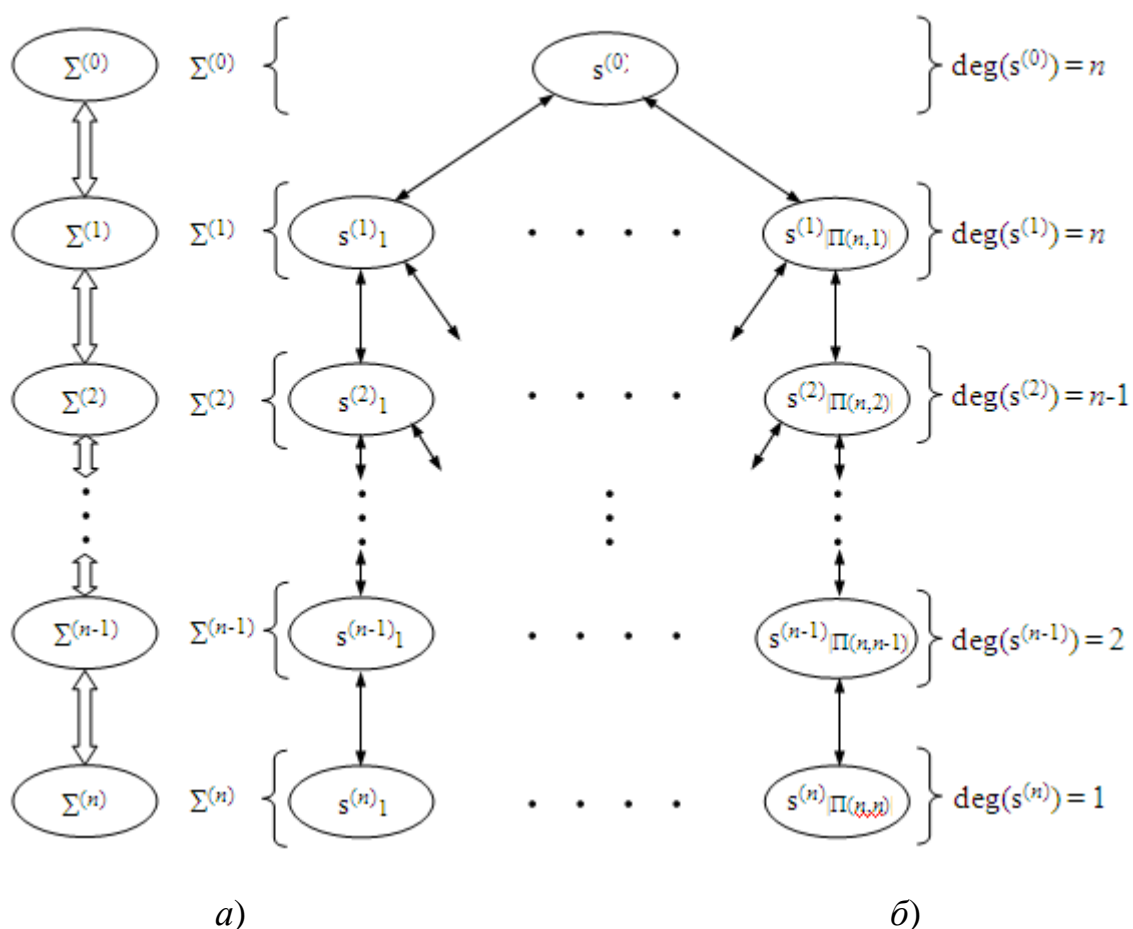 Σ(0) Σ(0) s(0) deg(s(0)) = n
Σ(1) Σ(1) s(1)1 s(1)|Π(n,1)| deg(s(1)) = n
Σ(2) Σ(2) s(2)1 s(2)|Π(n,2)| deg(s(2)) = n-1
Σ(n-1) Σ(n-1) s(n-1)1 s(n-1)|Π(n,n-1)| deg(s(n-1)) = 2
Σ(n) Σ(n) s(n)1 s(n)|Π(n,n)| deg(s(n)) = 1
а) б)